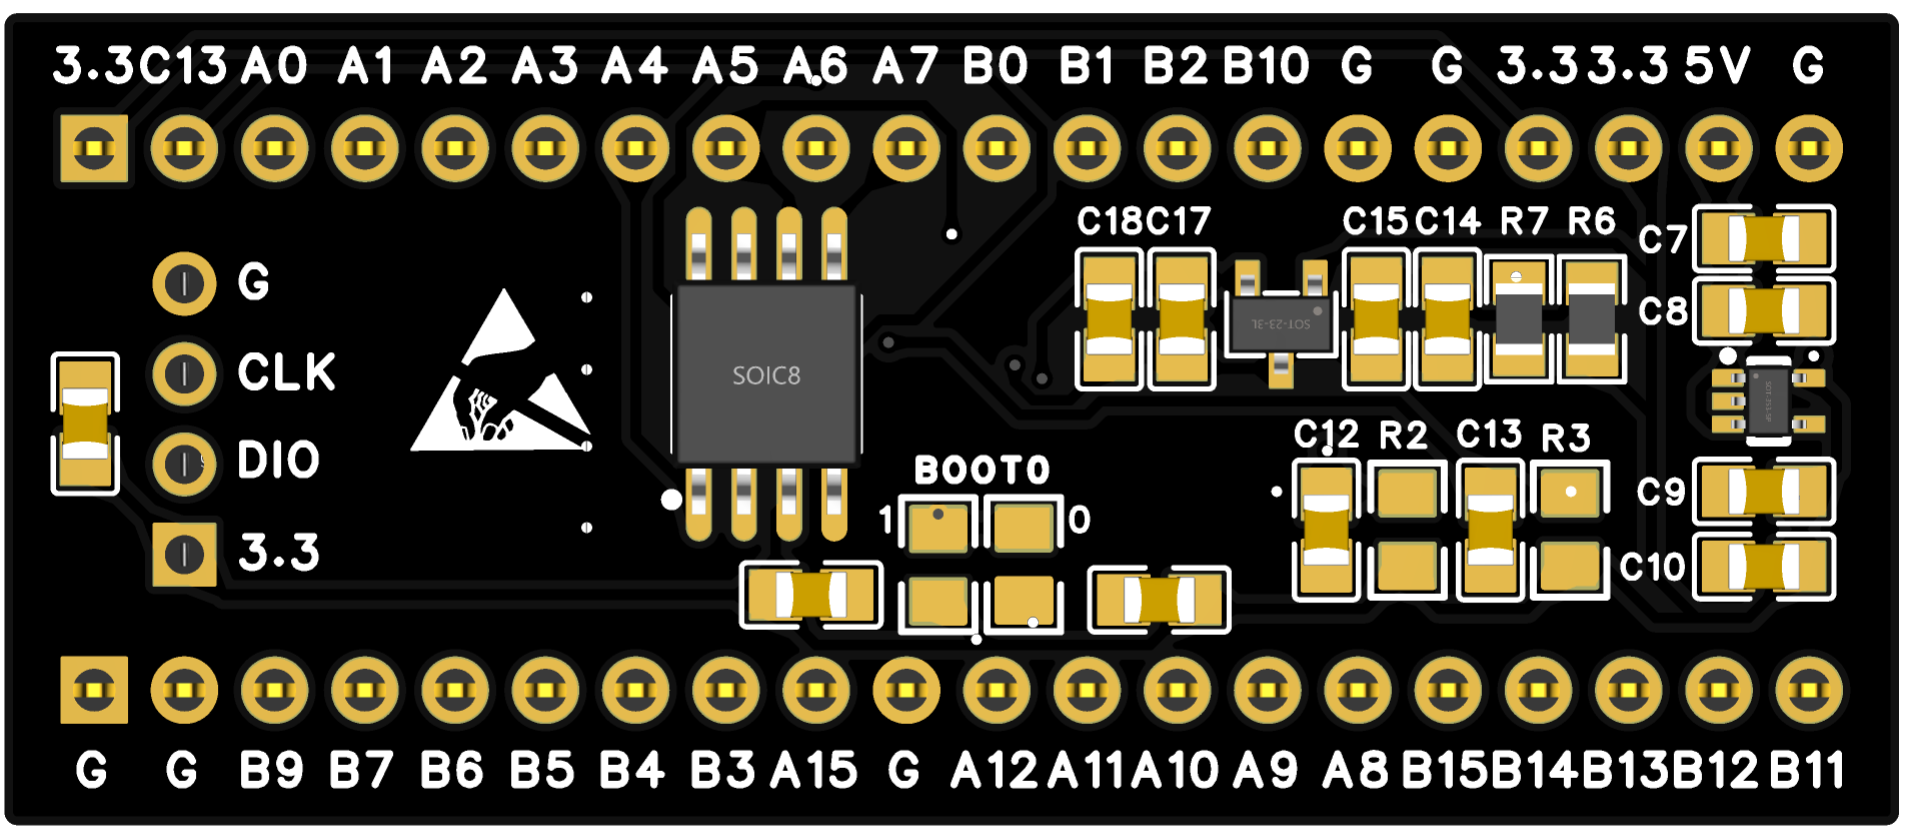 3.3 C13 A0 A1 A2 A3 A4 A5 A6 A7 B0 B1 B2 B10 G G 3.3 3.3 5V G
C18 C17 C15 C14 R7 R6 C7
G
C8
SOT-23-3L
CLK
SOIC8
C12 R2 C13 R3
DIO
BOOT0
C9
1 0
3.3
C10
G G B9 B7 B6 B5 B4 B3 A15 G A12 A11 A10 A9 A8 B15 B14 B13 B12 B11